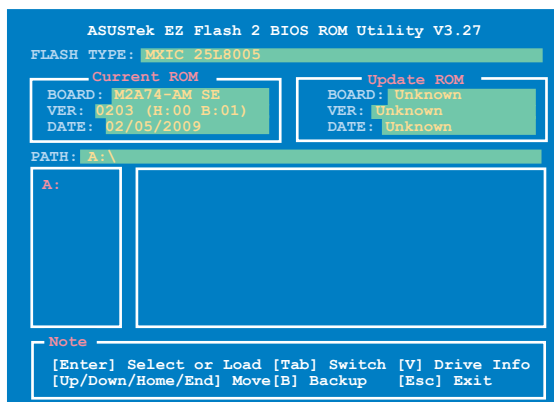 ASUSTek EZ Flash 2 BIOS ROM Utility V3.27
FLASH TYPE: MXIC 25L8005
Current ROM
BOARD: M2A74-AM SE
VER: 0203 (H:00 B:01)
DATE: 02/05/2009
Update ROM
BOARD: Unknown
VER: Unknown
DATE: Unknown
PATH: A:\
A:
Note
[Enter] Select or Load [Tab] Switch [V] Drive Info
[Up/Down/Home/End] Move[B] Backup [Esc] Exit